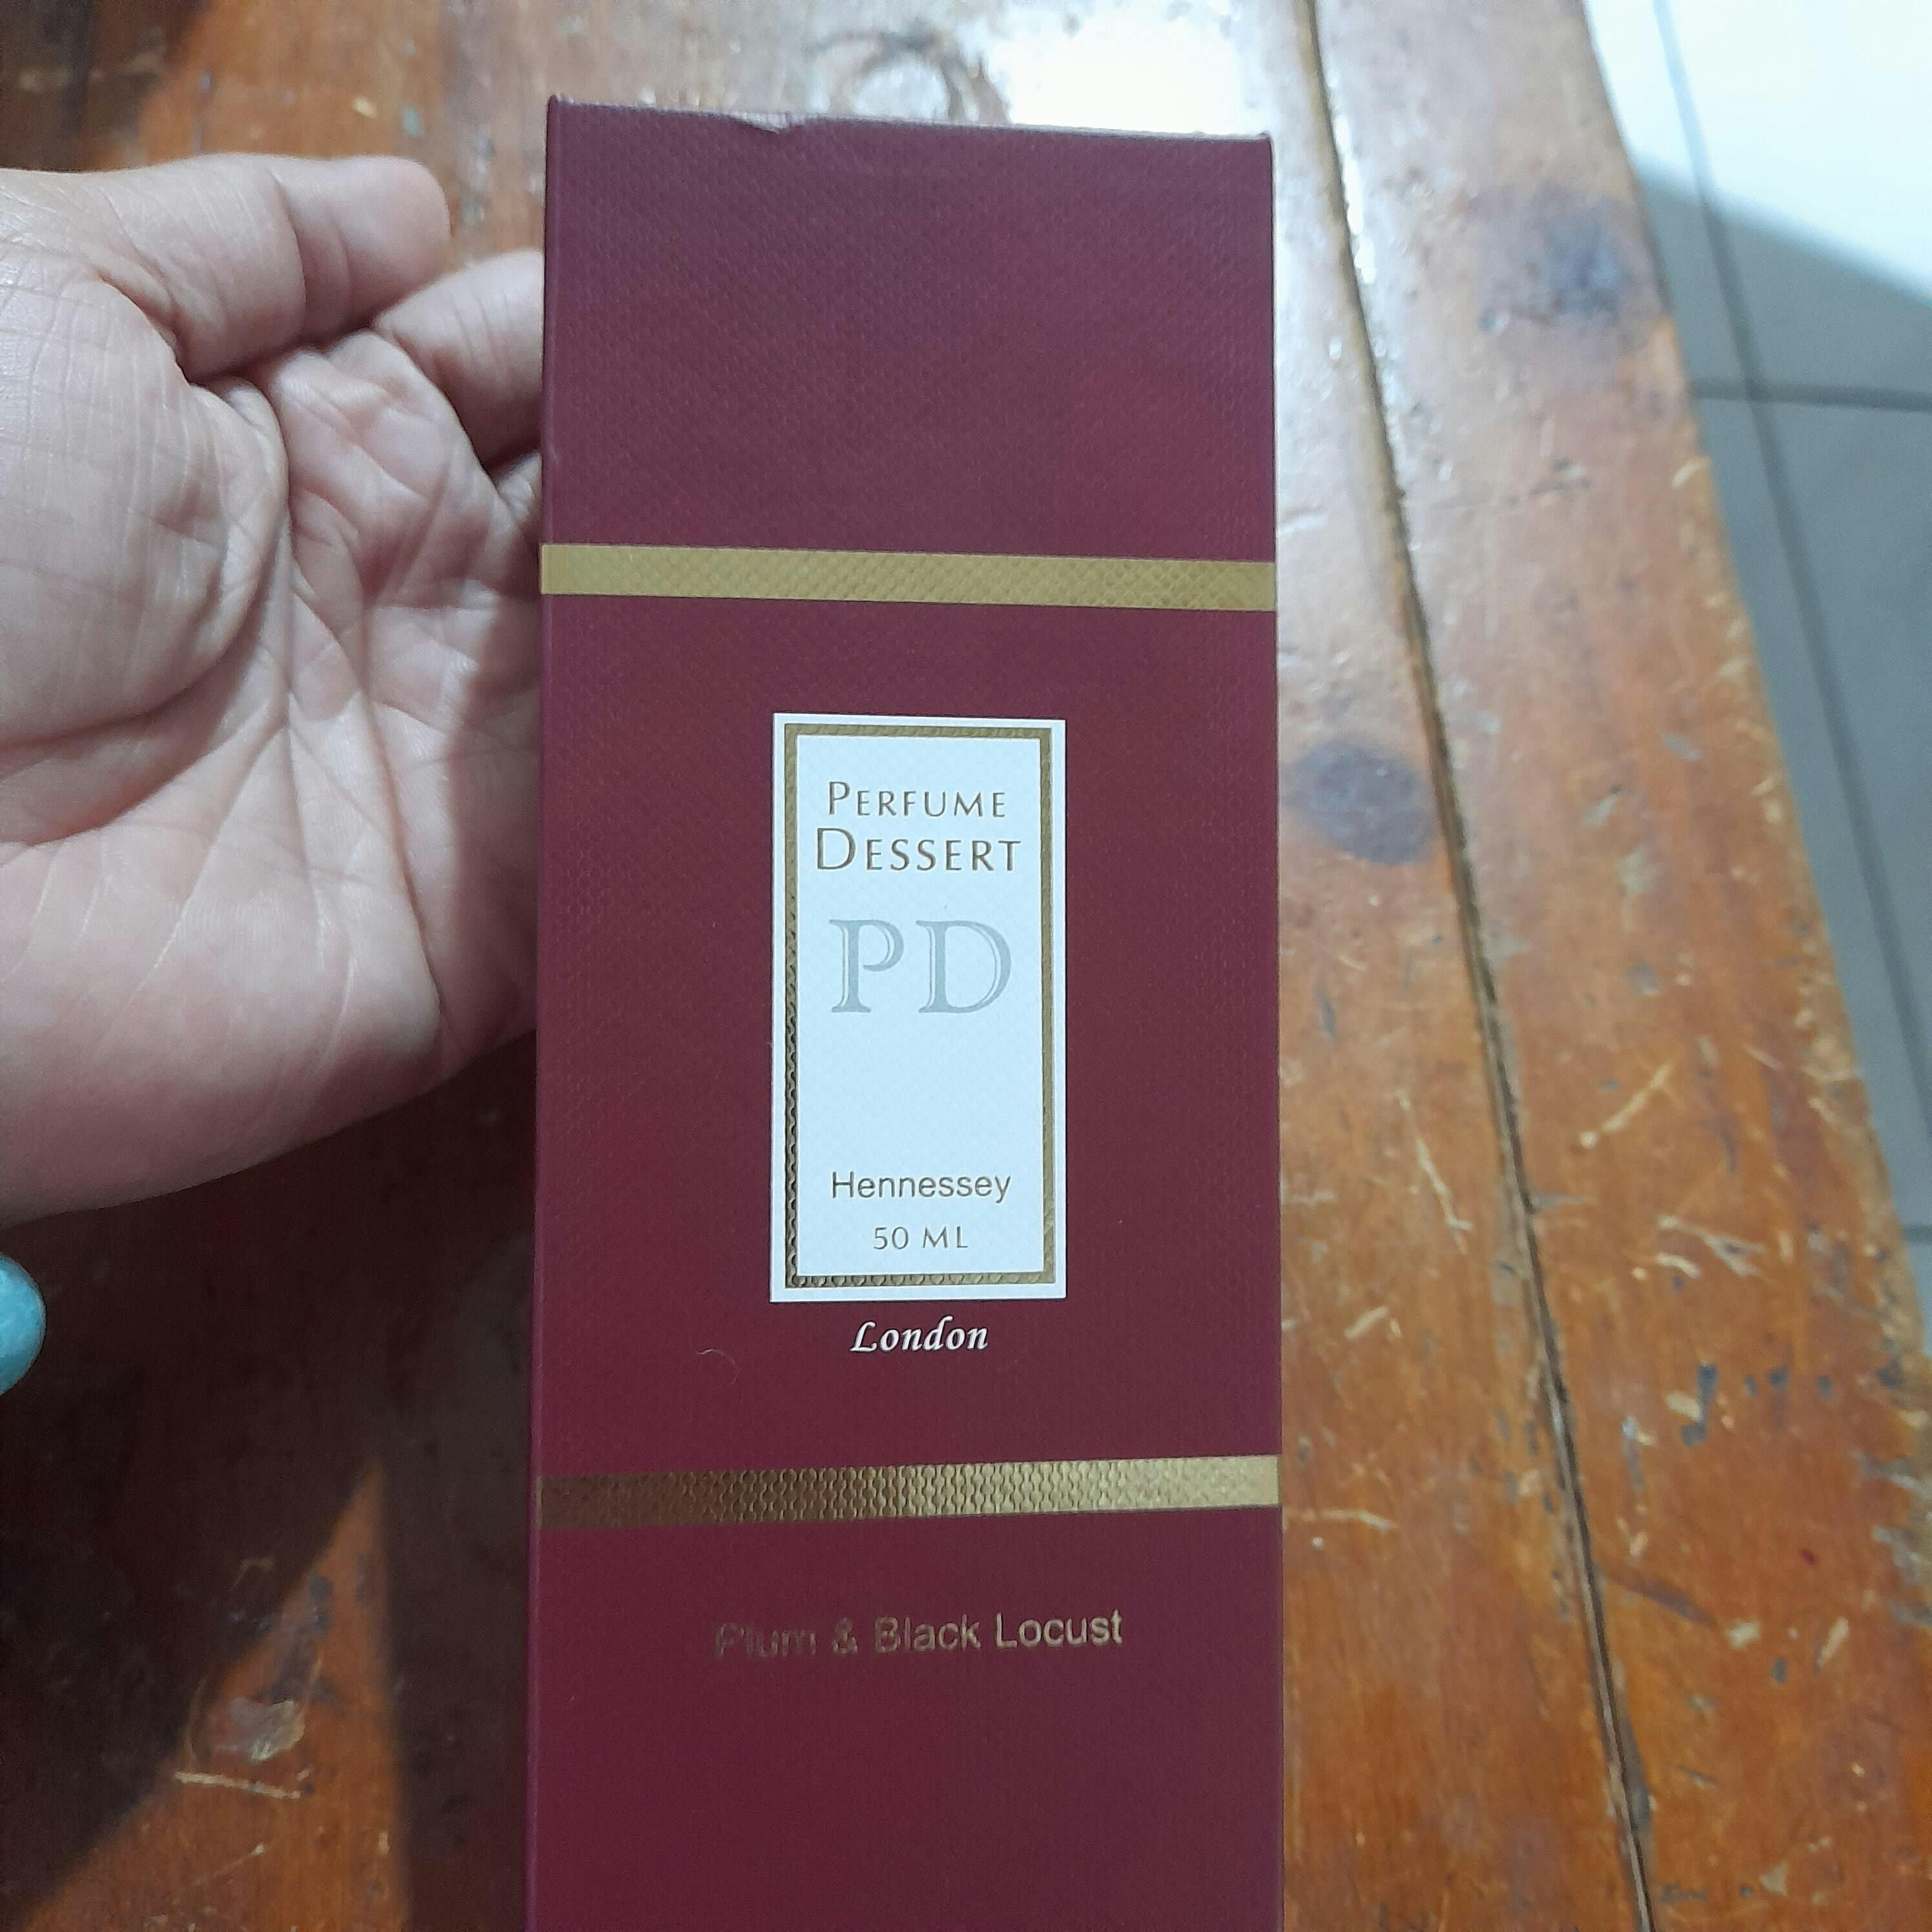 PERFUME
DESSERT
PD
Hennessey
50 ML
London
Plum & Black Locust